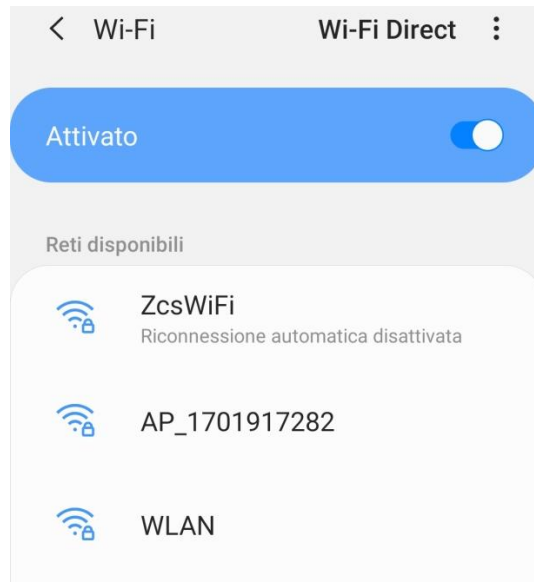 Wi-Fi Wi-Fi Direct
Attivato
Reti disponibili
ZcsWiFi
Riconnessione automatica disattivata
AP_1701917282
WLAN